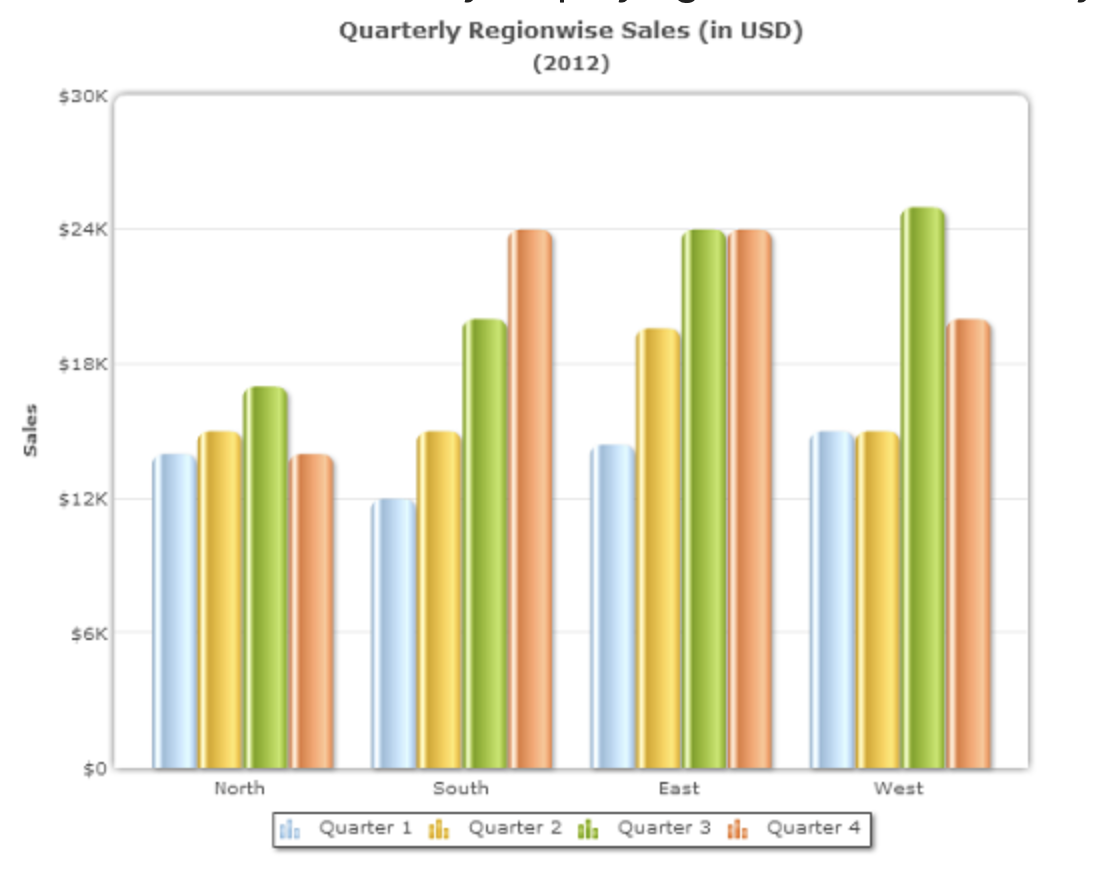 Quarterly Regionwise Sales (in USD)
(2012)
$30K
$24K
$18K
$12K
$6K
$0
Sales
North South East West
Quarter 1 Quarter 2 Quarter 3 Quarter 4